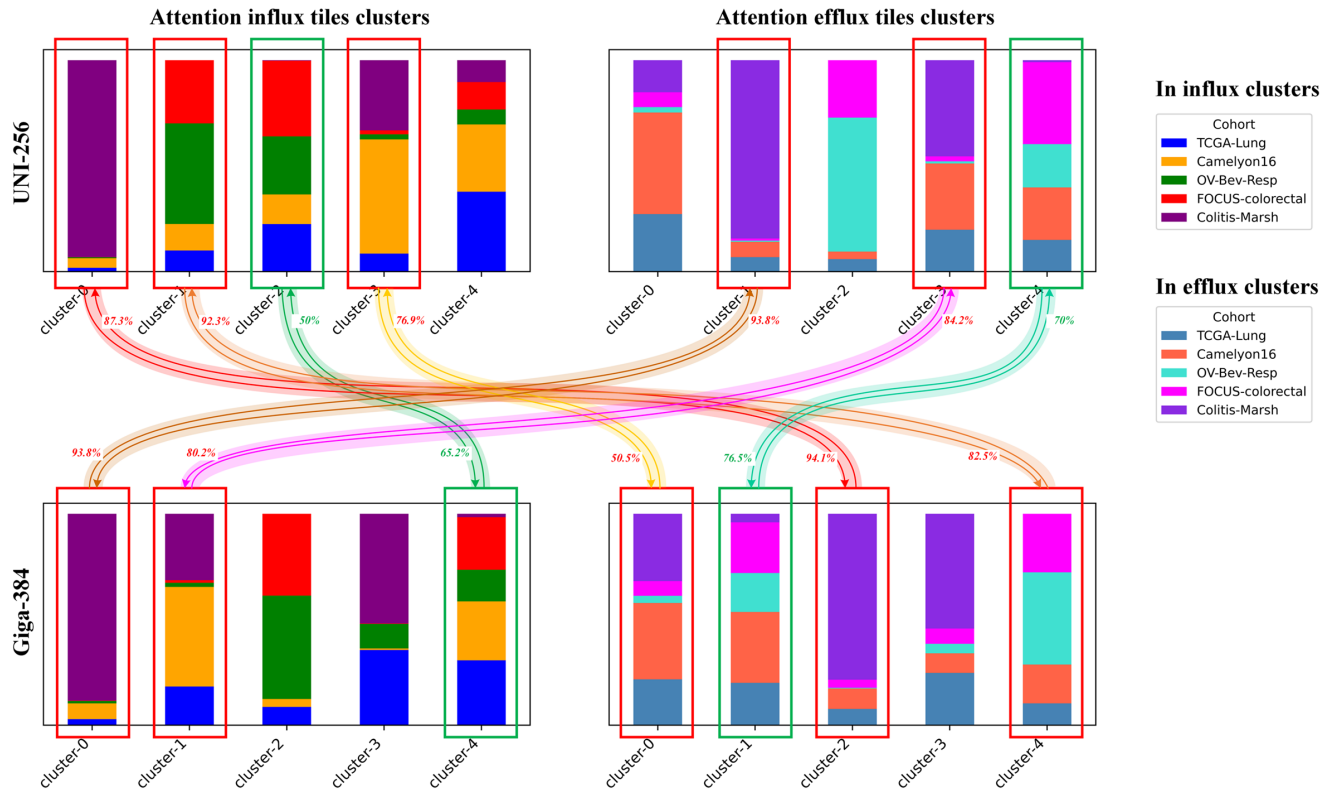 Attention influx tiles clusters
Attention efflux tiles clusters
UNI-256
cluster-0
cluster-1
cluster-2
cluster-3
cluster-4
cluster-0
cluster-1
cluster-2
cluster-3
cluster-4
In influx clusters
Cohort
TCGA-Lung
Camelyon16
OV-Bev-Resp
FOCUS-colorectal
Colitis-Marsh
In efflux clusters
Cohort
TCGA-Lung
Camelyon16
OV-Bev-Resp
FOCUS-colorectal
Colitis-Marsh
87.3%
92.3%
50%
76.9%
93.8%
84.2%
70%
93.8%
80.2%
65.2%
50.5%
76.5%
94.1%
82.5%
Giga-384
cluster-0
cluster-1
cluster-2
cluster-3
cluster-4
cluster-0
cluster-1
cluster-2
cluster-3
cluster-4